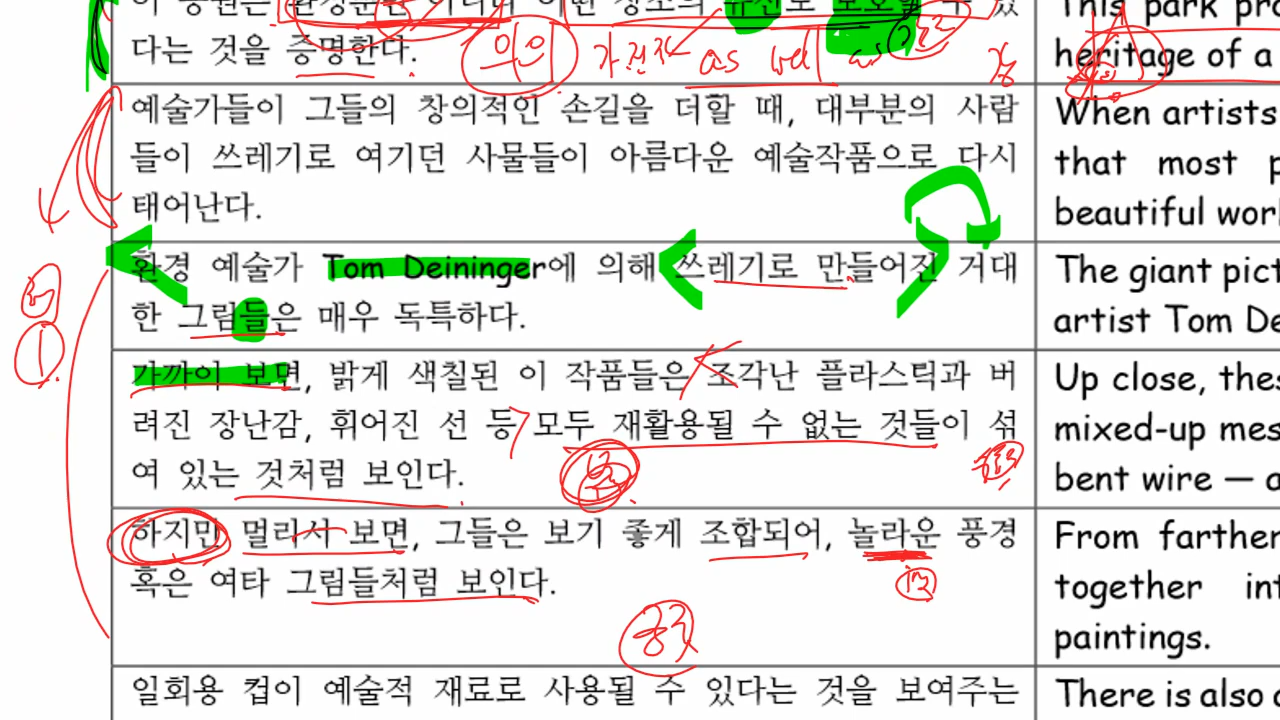 다는 것을 증명한다.
as well as
heritage of a
예술가들이 그들의 창의적인 손길을 더할 때, 대부분의 사람
들이 쓰레기로 여기던 사물들이 아름다운 예술작품으로 다시
태어난다.
When artists
that most p
beautiful worl
환경 예술가 Tom Deininger에 의해 쓰레기로 만들어진 거대
한 그림들은 매우 독특하다.
The giant pict
artist Tom De
①
가까이 보면, 밝게 색칠된 이 작품들은 조각난 플라스틱과 버
려진 장난감, 휘어진 선 등 모두 재활용될 수 없는 것들이 섞
여 있는 것처럼 보인다.
Up close, thes
mixed-up mes
bent wire — a
하지만 멀리서 보면, 그들은 보기 좋게 조합되어, 놀라운 풍경
혹은 여타 그림들처럼 보인다.
ing
From farther
together int
paintings.
일회용 컵이 예술적 재료로 사용될 수 있다는 것을 보여주는
There is also a